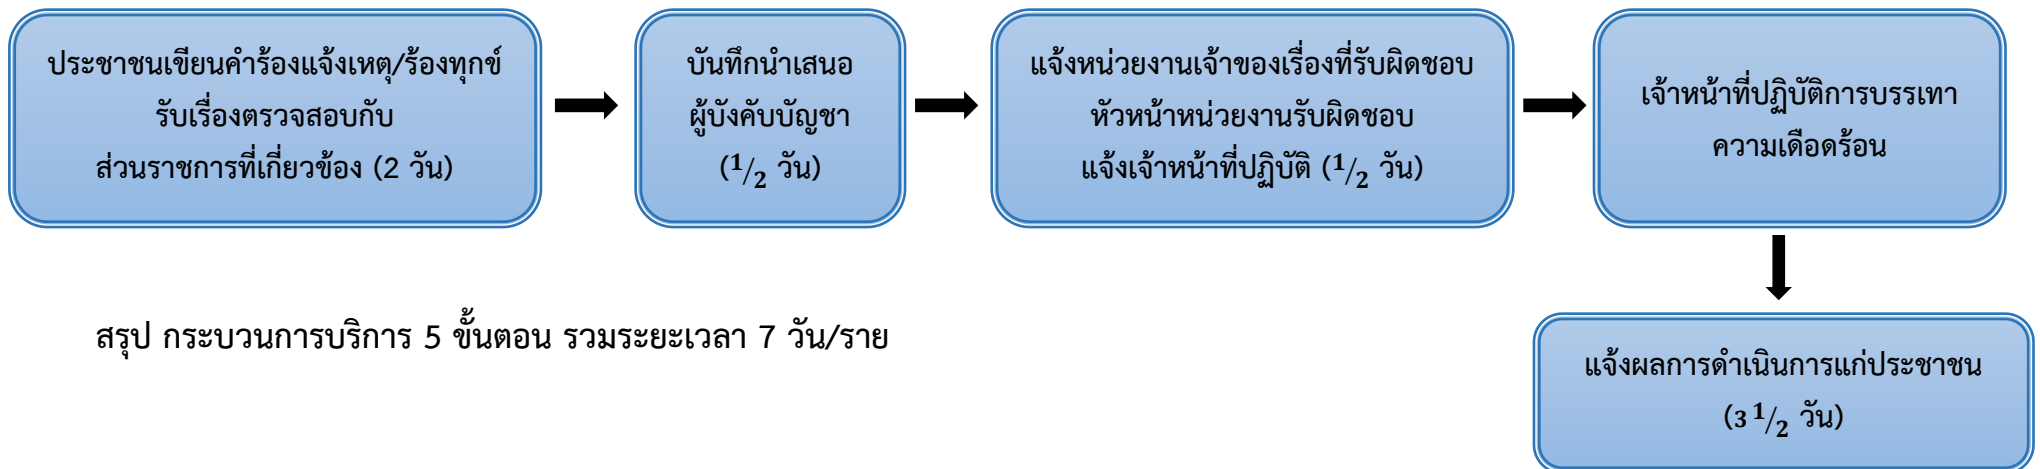 ประชาชนเขียนคำร้องแจ้งเหตุ/ร้องทุกข์
รับเรื่องตรวจสอบกับ
ส่วนราชการที่เกี่ยวข้อง (2 วัน)
บันทึกนำเสนอ
ผู้บังคับบัญชา
(1/2 วัน)
แจ้งหน่วยงานเจ้าของเรื่องที่รับผิดชอบ
หัวหน้าหน่วยงานรับผิดชอบ
แจ้งเจ้าหน้าที่ปฏิบัติ (1/2 วัน)
เจ้าหน้าที่ปฏิบัติการบรรเทา
ความเดือดร้อน
สรุป กระบวนการบริการ 5 ขั้นตอน รวมระยะเวลา 7 วัน/ราย
แจ้งผลการดำเนินการแก่ประชาชน
(3 1/2 วัน)